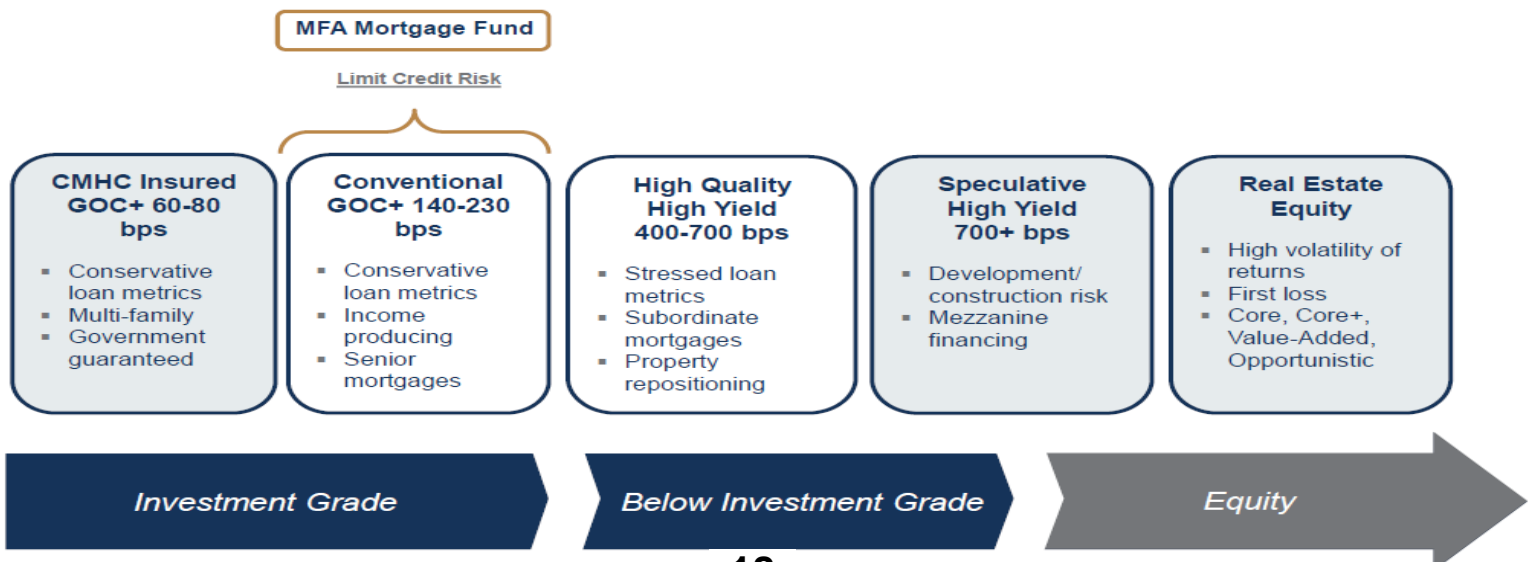 MFA Mortgage Fund
Limit Credit Risk
CMHC Insured
GOC+ 60-80
bps
▪ Conservative
loan metrics
▪ Multi-family
▪ Government
guaranteed
Conventional
GOC+ 140-230
bps
▪ Conservative
loan metrics
▪ Income
producing
▪ Senior
mortgages
High Quality
High Yield
400-700 bps
▪ Stressed loan
metrics
▪ Subordinate
mortgages
▪ Property
repositioning
Speculative
High Yield
700+ bps
▪ Development/
construction risk
▪ Mezzanine
financing
Real Estate
Equity
▪ High volatility of
returns
▪ First loss
▪ Core, Core+,
Value-Added,
Opportunistic
Investment Grade
Below Investment Grade
Equity